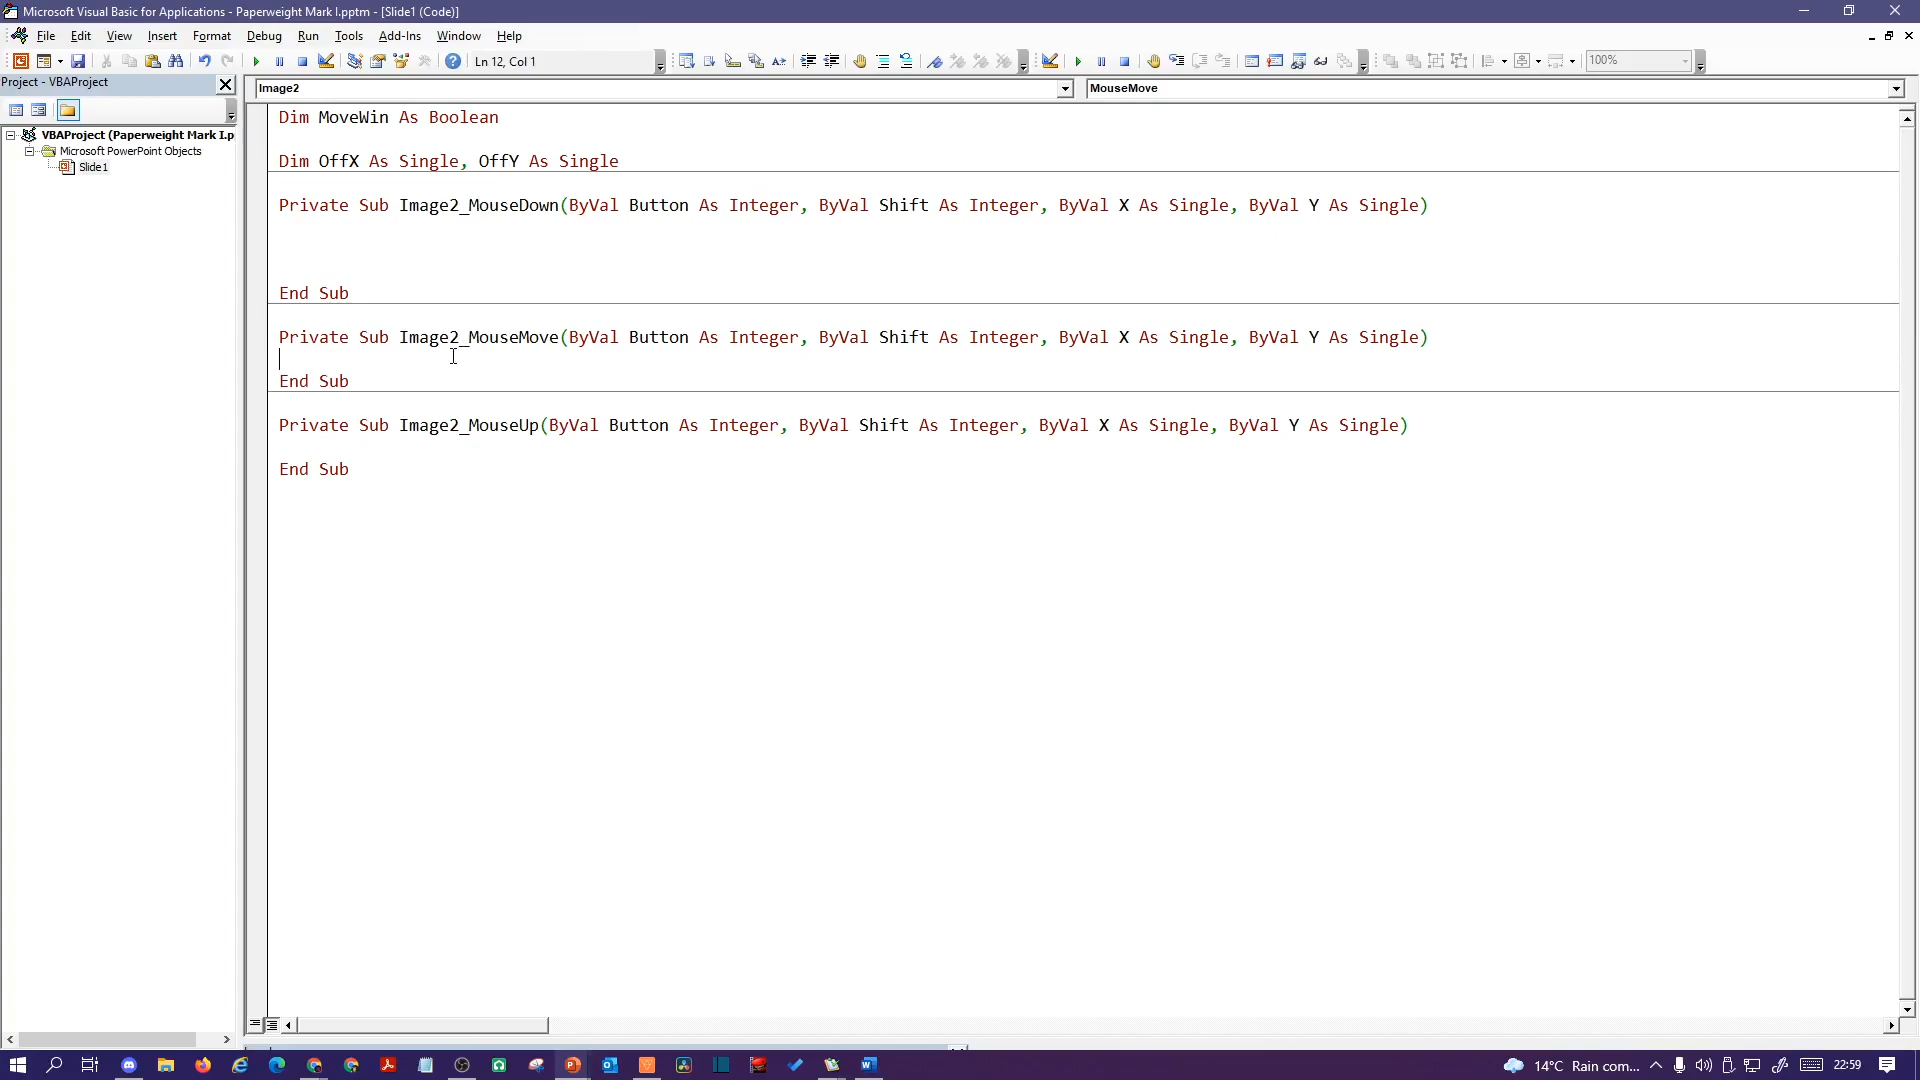 Microsoft Visual Basic for Applications - Paperweight Mark I.pptm - [Slide1 (Code)]
File Edit View Insert Format Debug Run Tools Add-Ins Window Help
Ln 12, Col 1
100%
Project - VBAProject
Image2
MouseMove
VBAProject (Paperweight Mark I.p
Microsoft PowerPoint Objects
Slide1
Dim MoveWin As Boolean
Dim OffX As Single, OffY As Single
Private Sub Image2_MouseDown(ByVal Button As Integer, ByVal Shift As Integer, ByVal X As Single, ByVal Y As Single)
End Sub
Private Sub Image2_MouseMove(ByVal Button As Integer, ByVal Shift As Integer, ByVal X As Single, ByVal Y As Single)
End Sub
Private Sub Image2_MouseUp(ByVal Button As Integer, ByVal Shift As Integer, ByVal X As Single, ByVal Y As Single)
End Sub
14°C Rain com... 22:59